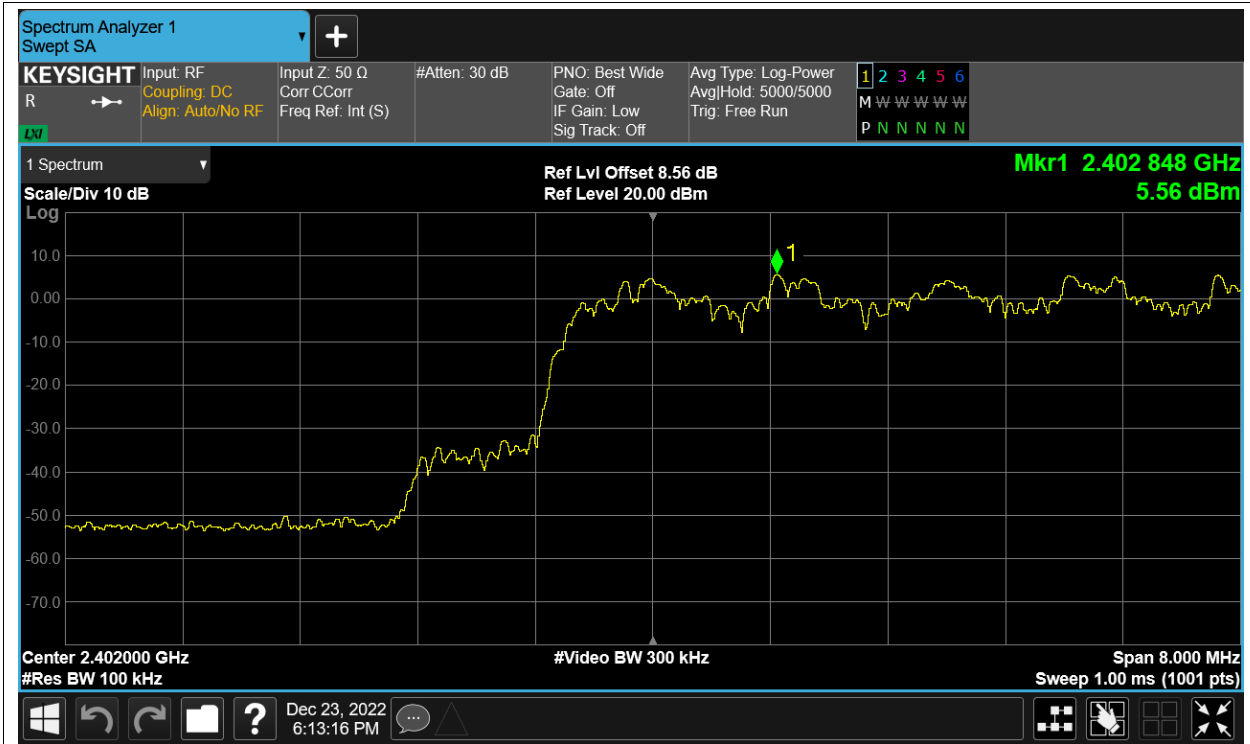 Spectrum Analyzer 1
Swept SA
KEYSIGHT
R
LXI
Input: RF
Coupling: DC
Align: Auto/No RF
Input Z: 50 Ω
Corr CCorr
Freq Ref: Int (S)
#Atten: 30 dB
PNO: Best Wide
Gate: Off
IF Gain: Low
Sig Track: Off
Avg Type: Log-Power
Avg|Hold: 5000/5000
Trig: Free Run
1 2 3 4 5 6
M W W W W W
P N N N N N
1 Spectrum
Scale/Div 10 dB
Log
Ref Lvl Offset 8.56 dB
Ref Level 20.00 dBm
Mkr1 2.402 848 GHz
5.56 dBm
1
10.0
0.00
-10.0
-20.0
-30.0
-40.0
-50.0
-60.0
-70.0
Center 2.402000 GHz
#Video BW 300 kHz
Span 8.000 MHz
#Res BW 100 kHz
Sweep 1.00 ms (1001 pts)
?
Dec 23, 2022
6:13:16 PM